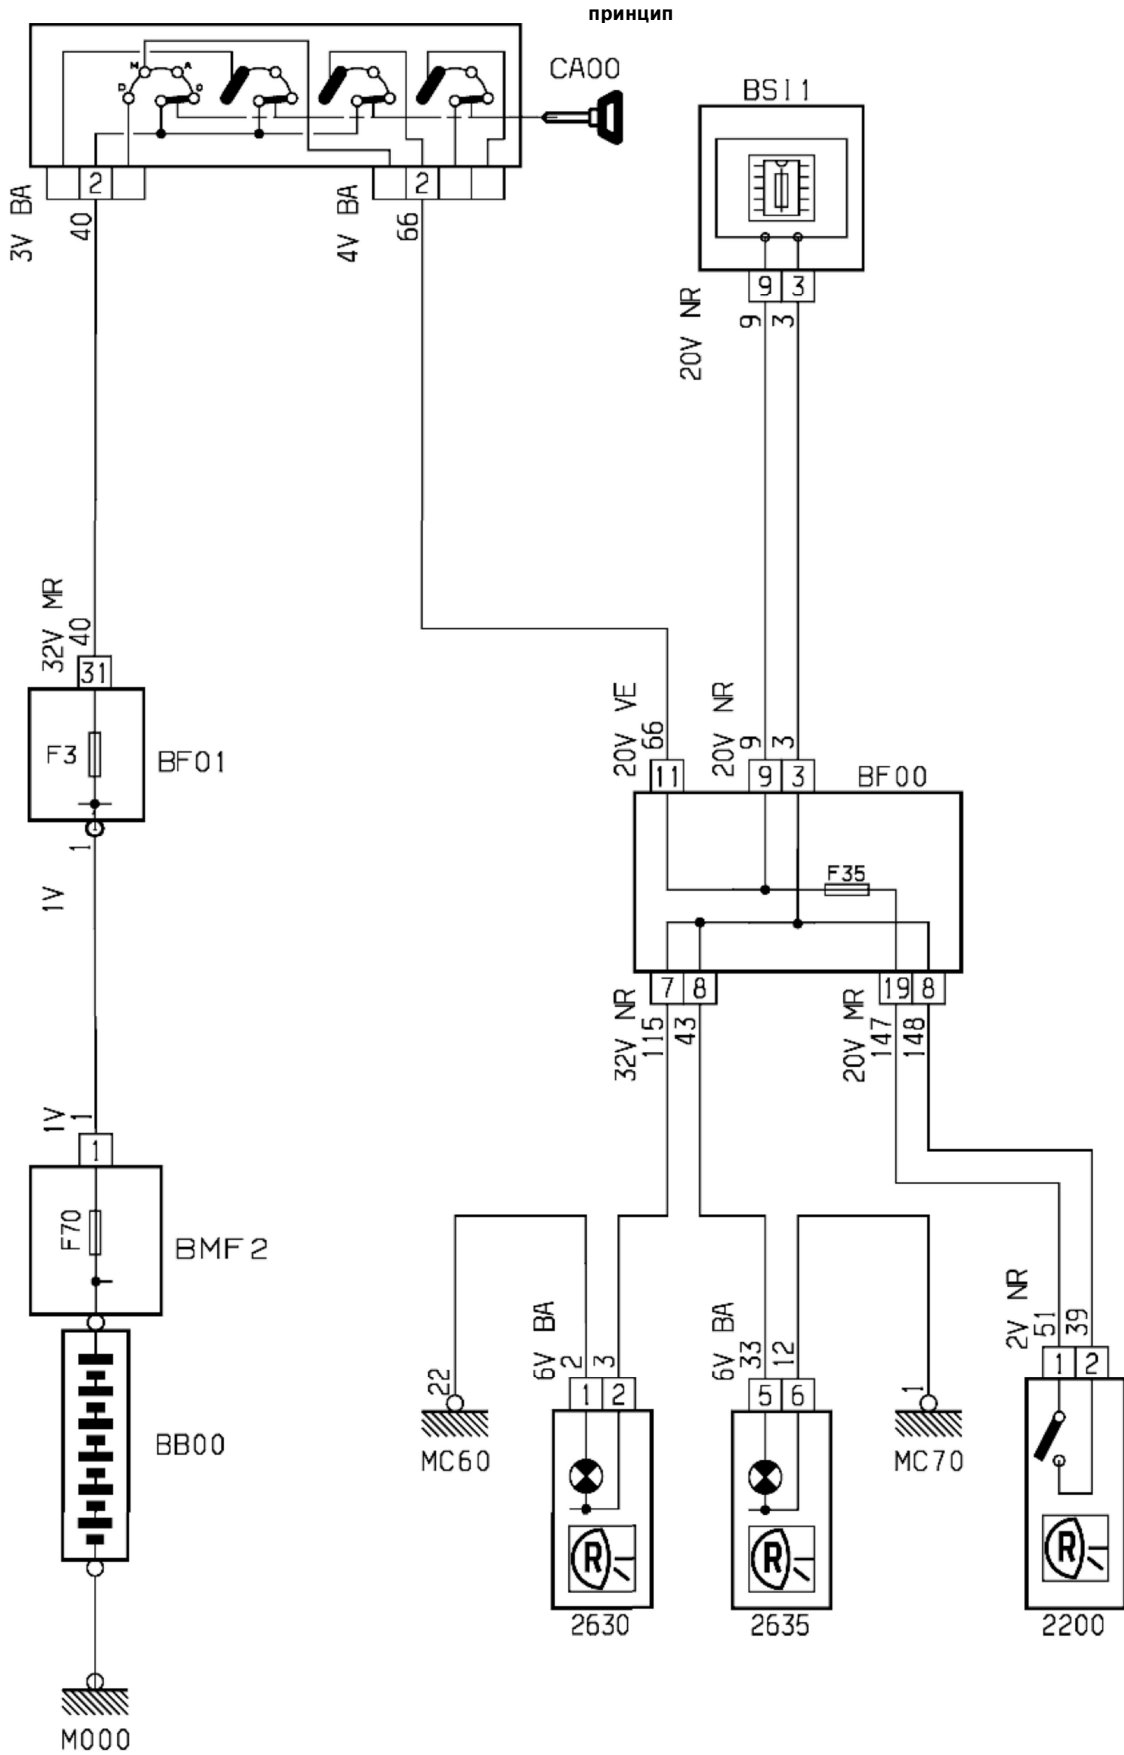 принцип
CA00
BSI1
M
A
D
C
2
2
3V BA
40
4V BA
66
9
3
20V NR
9
3
32V MR
40
31
F3
BF01
1
1V
20V VE
66
20V NR
9
3
11
9
3
BF00
F35
7
8
19
8
32V NR
115
43
20V MR
147
148
1V
1
1
F70
BMF2
BB00
M000
22
MC60
6V BA
2
3
1
2
2630
6V BA
33
12
5
6
2635
1
MC70
2V NR
51
39
1
2
2200
R
R
R